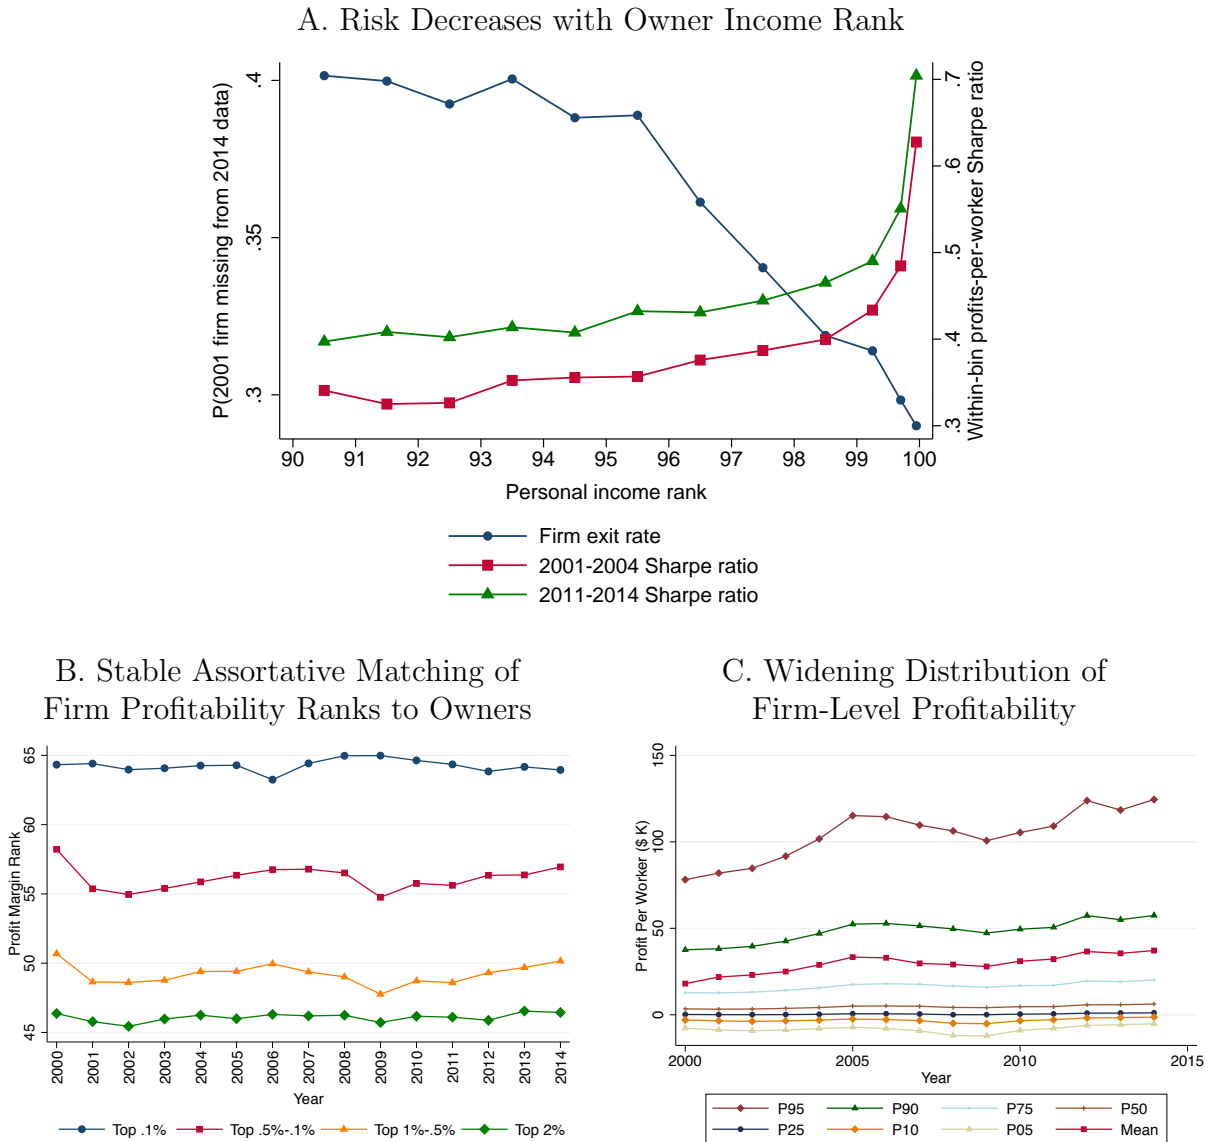 A. Risk Decreases with Owner Income Rank
P(2001 firm missing from 2014 data)
.4
.35
.3
Within-bin profits-per-worker Sharpe ratio
.7
.6
.5
.4
.3
90 91 92 93 94 95 96 97 98 99 100
Personal income rank
Firm exit rate
2001-2004 Sharpe ratio
2011-2014 Sharpe ratio
B. Stable Assortative Matching of
Firm Profitability Ranks to Owners
Profit Margin Rank
65
60
55
50
45
2000 2001 2002 2003 2004 2005 2006 2007 2008 2009 2010 2011 2012 2013 2014
Year
Top .1% Top .5%-.1% Top 1%-.5% Top 2%
C. Widening Distribution of
Firm-Level Profitability
Profit Per Worker ($ K)
150
100
50
0
2000 2005 2010 2015
Year
P95 P90 P75 P50
P25 P10 P05 Mean